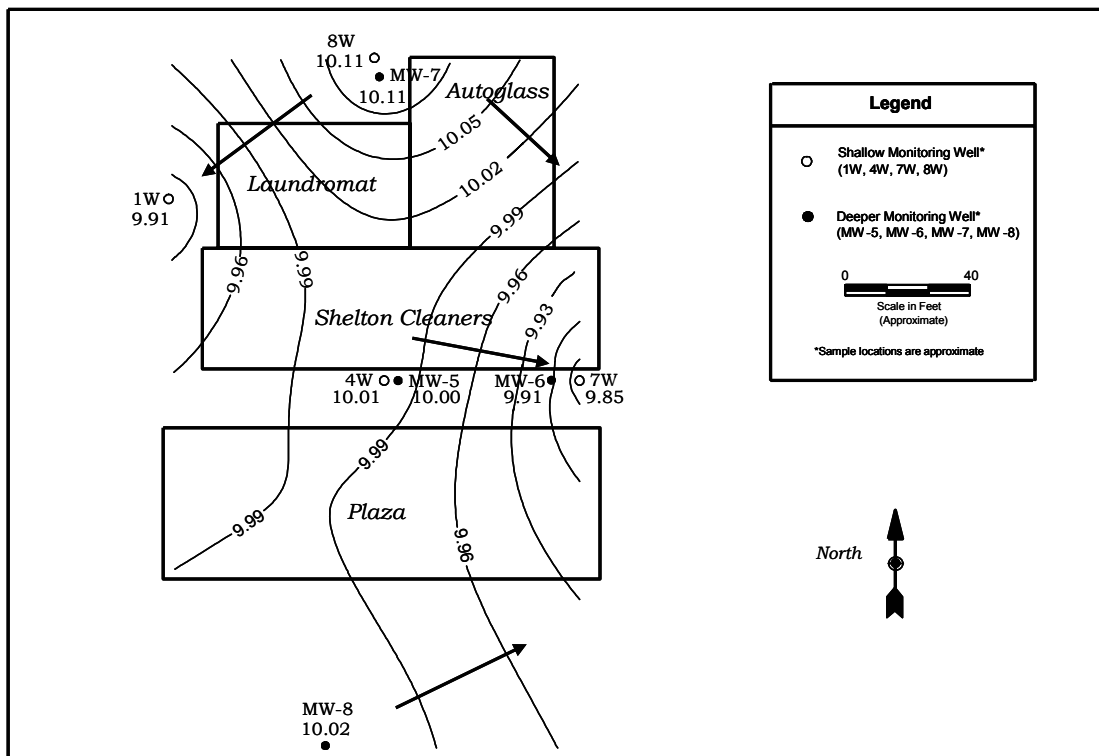 8W
10.11
MW-7
10.11
Autoglass
10.05
10.02
Laundromat
1W
9.91
9.99
9.96
9.99
9.96
9.93
Shelton Cleaners
4W
10.01
MW-5
10.00
MW-6
9.91
7W
9.85
9.99
9.99
Plaza
9.96
MW-8
10.02
Legend
Shallow Monitoring Well*
(1W, 4W, 7W, 8W)
Deeper Monitoring Well*
(MW-5, MW-6, MW-7, MW-8)
0 40
Scale in Feet
(Approximate)
*Sample locations are approximate
North